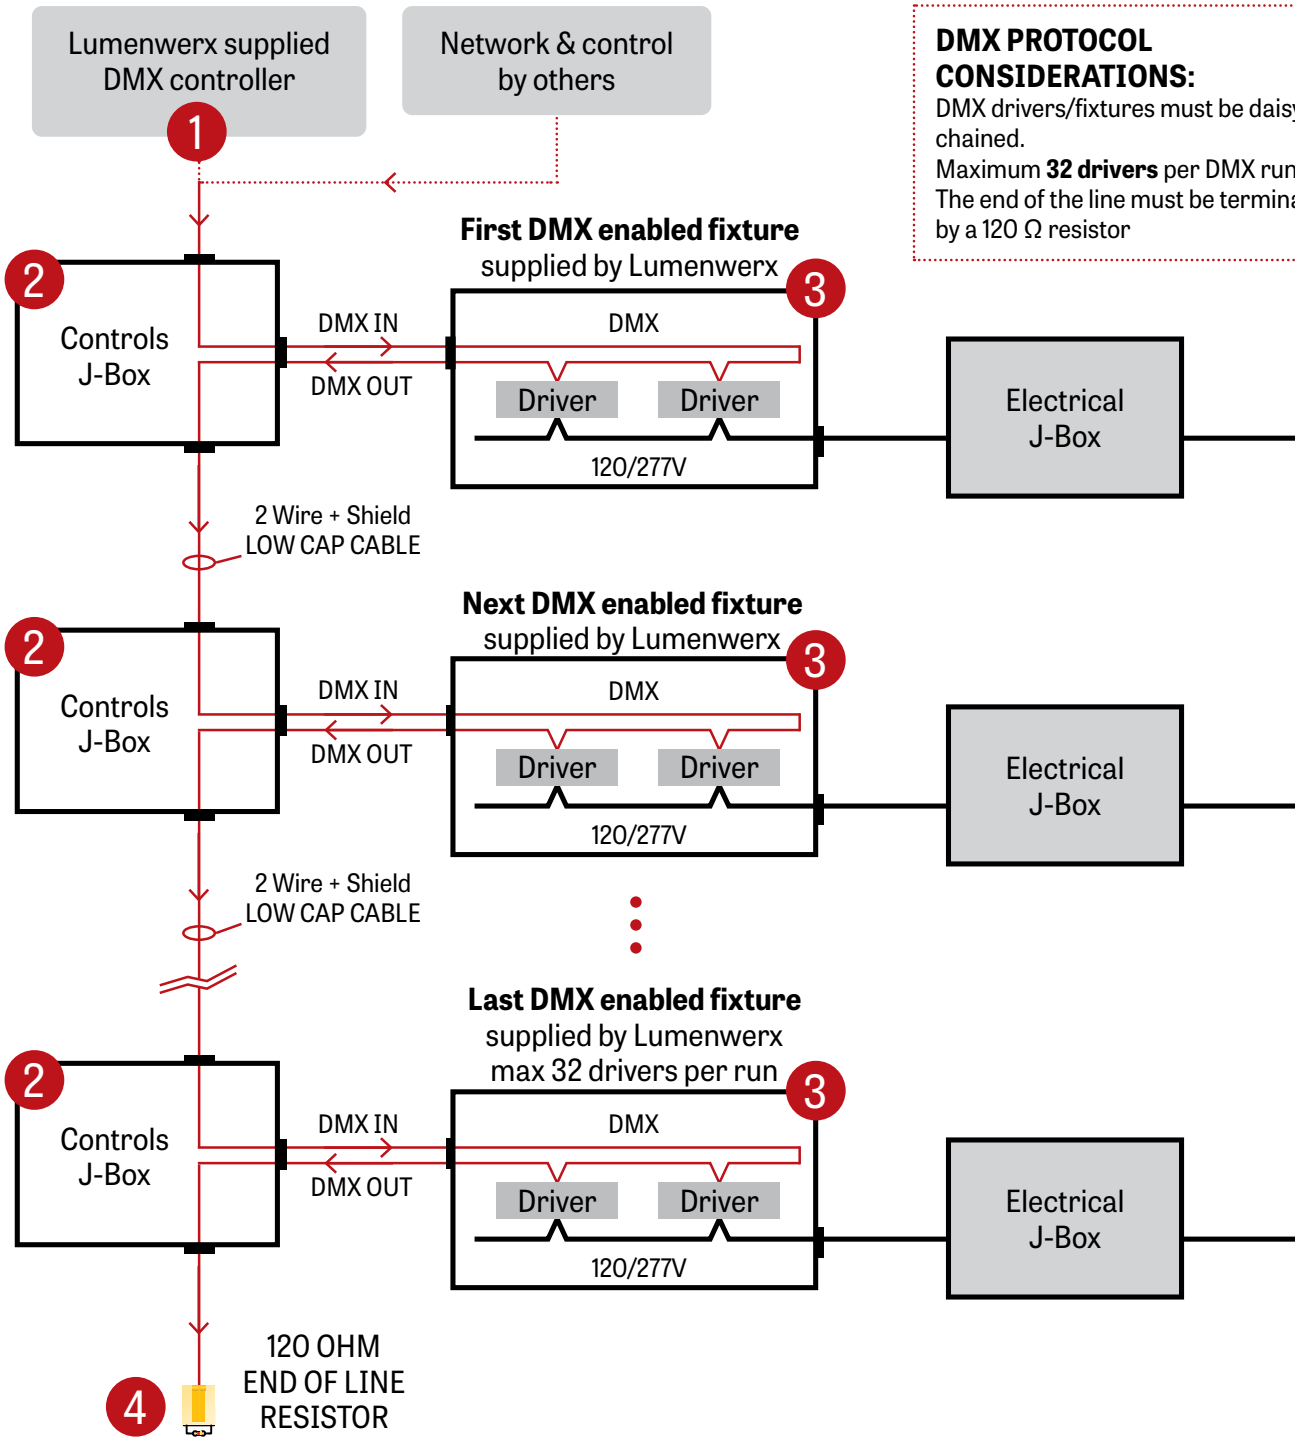 Lumenwerx supplied
DMX controller
1
Network & control
by others
DMX PROTOCOL
CONSIDERATIONS:
DMX drivers/fixtures must be daisy
chained.
Maximum 32 drivers per DMX run
The end of the line must be termina
by a 120 Ω resistor
First DMX enabled fixture
supplied by Lumenwerx
2
Controls
J-Box
DMX IN
DMX OUT
3
DMX
Driver
Driver
120/277V
Electrical
J-Box
2 Wire + Shield
LOW CAP CABLE
Next DMX enabled fixture
supplied by Lumenwerx
2
Controls
J-Box
DMX IN
DMX OUT
3
DMX
Driver
Driver
120/277V
Electrical
J-Box
2 Wire + Shield
LOW CAP CABLE
Last DMX enabled fixture
supplied by Lumenwerx
max 32 drivers per run
2
Controls
J-Box
DMX IN
DMX OUT
3
DMX
Driver
Driver
120/277V
Electrical
J-Box
4
120 OHM
END OF LINE
RESISTOR